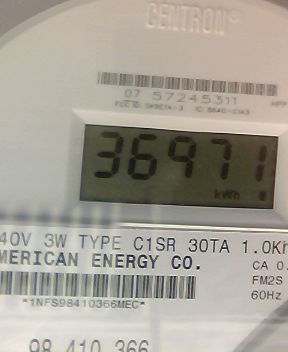 CENTRON®
07 57245311
36971
kWh
40V 3W TYPE C1SR 30TA 1.0Kh
MERICAN ENERGY CO.
CA 0.
FM2S
*1NFS98410366MEC*
60Hz
98 410 366